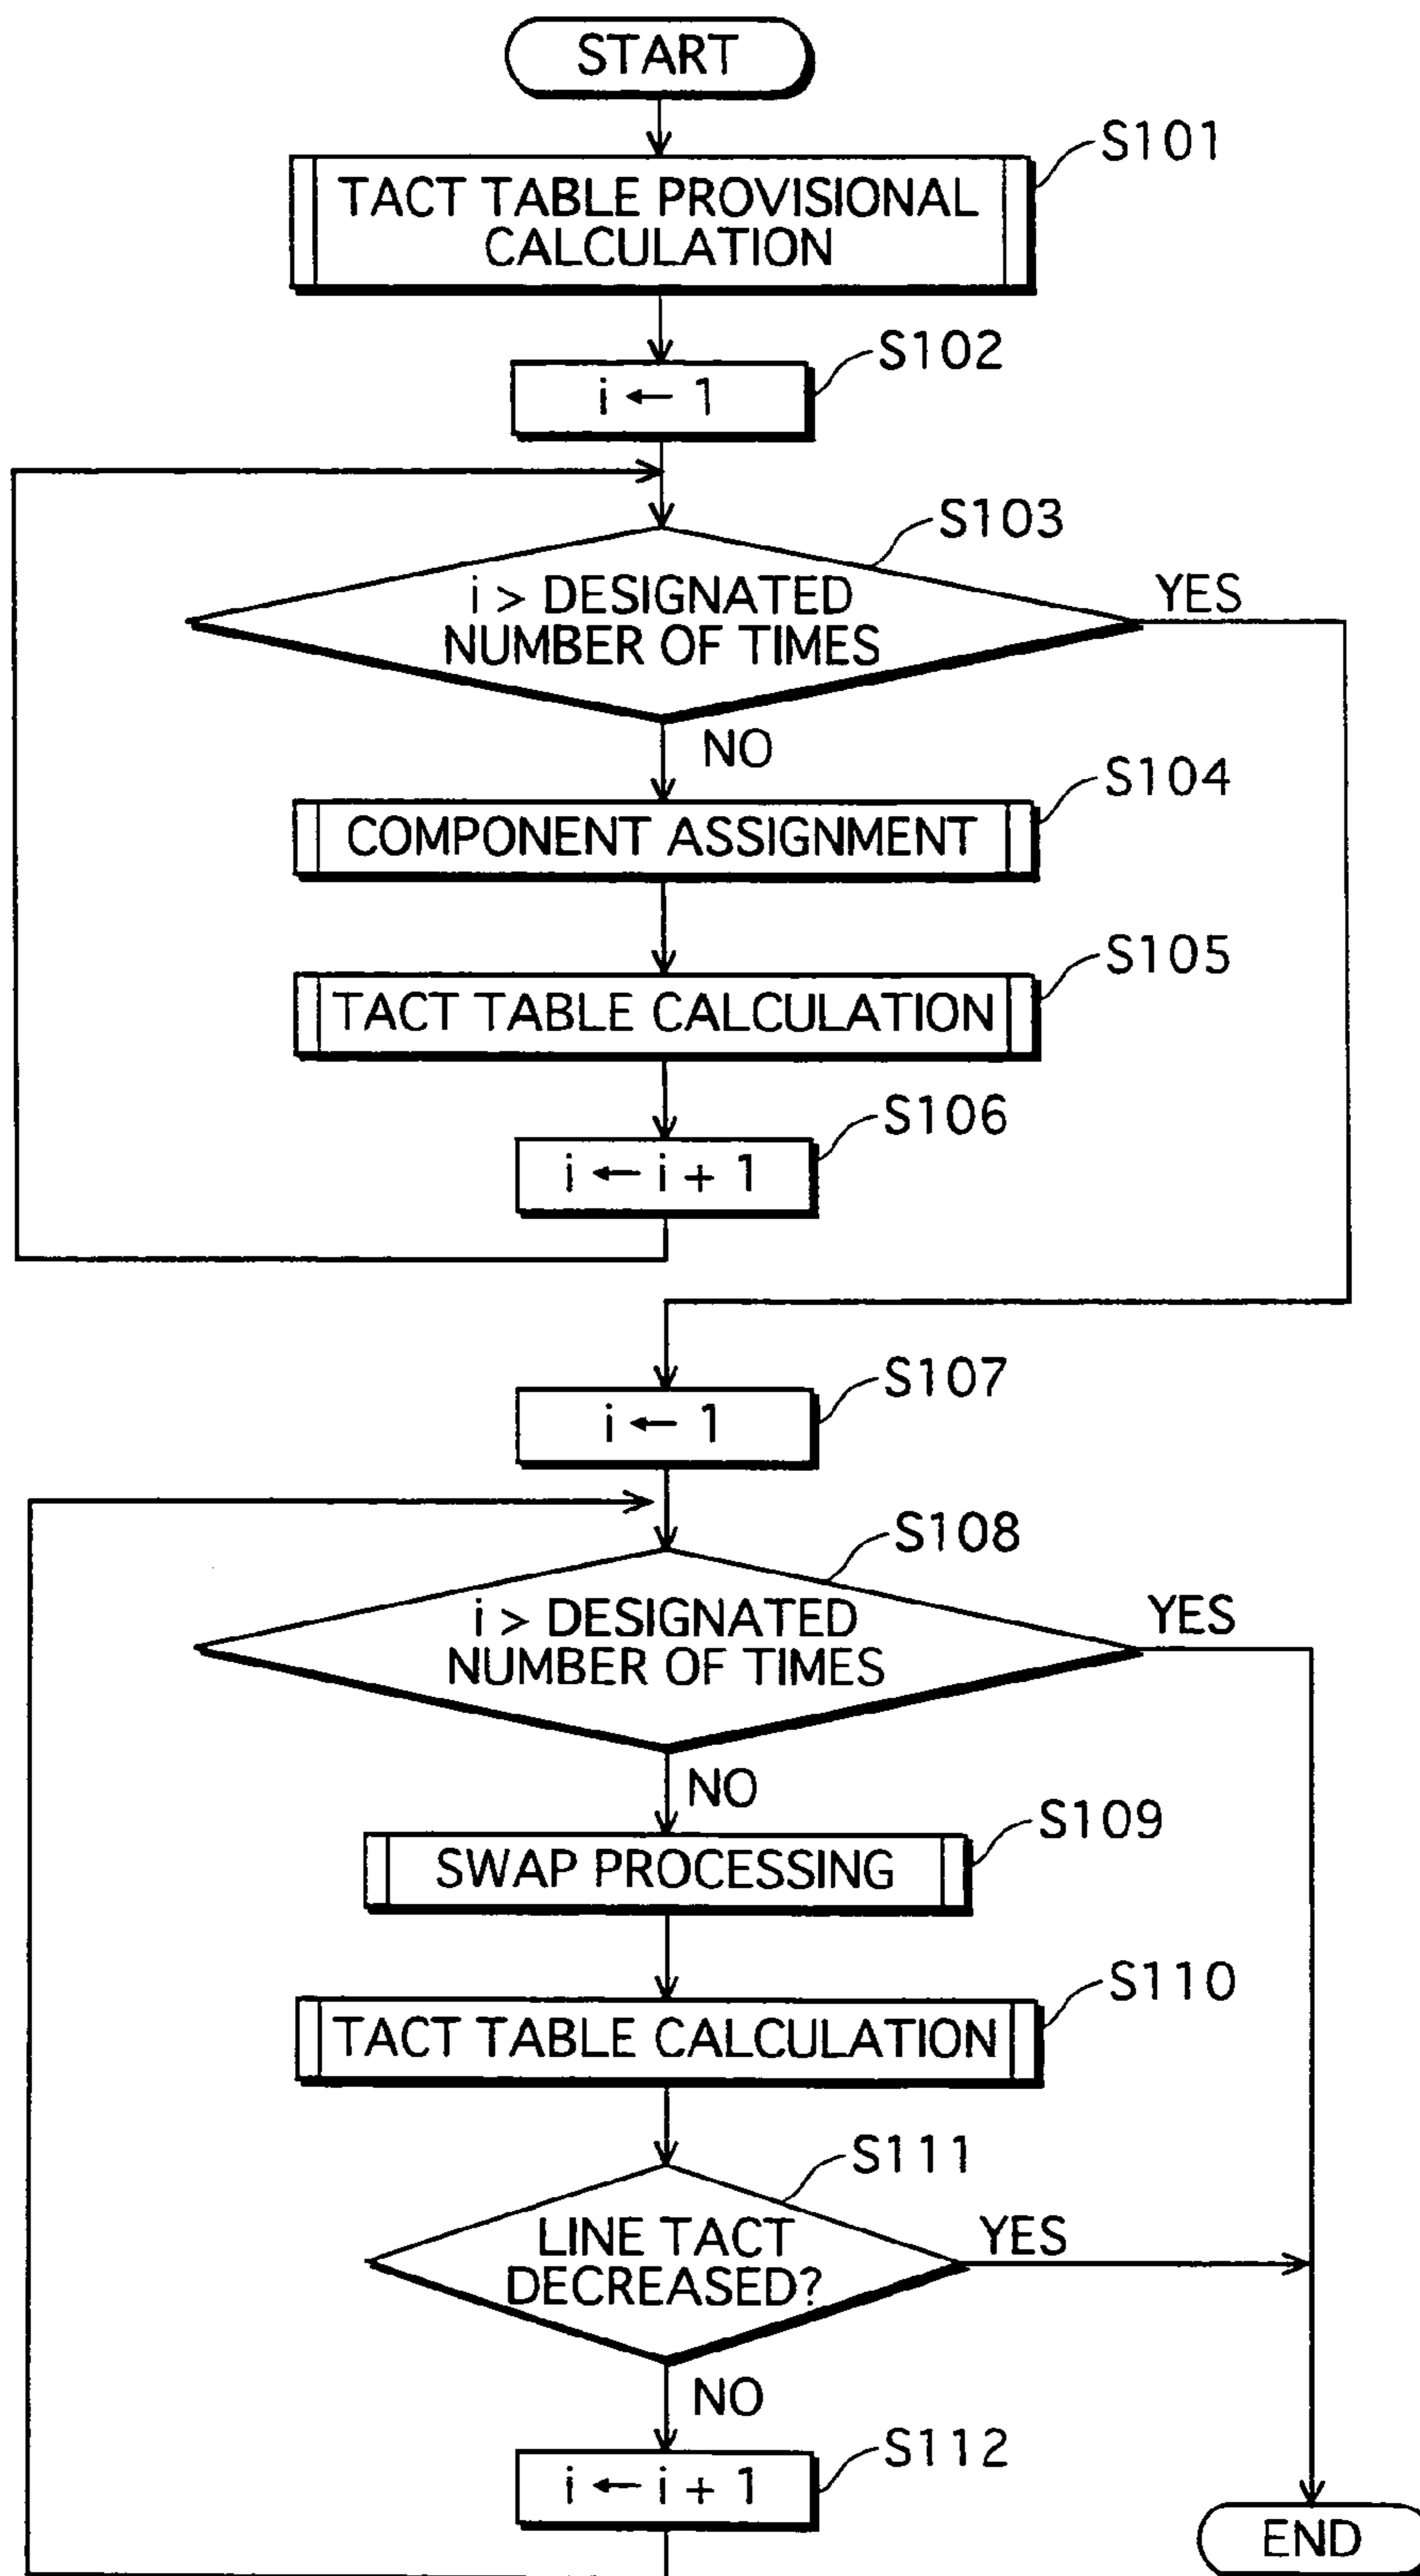 START
S101
TACT TABLE PROVISIONAL
CALCULATION
S102
i ← 1
S103
i > DESIGNATED
NUMBER OF TIMES
YES
NO
S104
COMPONENT ASSIGNMENT
S105
TACT TABLE CALCULATION
S106
i ← i + 1
S107
i ← 1
S108
i > DESIGNATED
NUMBER OF TIMES
YES
NO
S109
SWAP PROCESSING
S110
TACT TABLE CALCULATION
S111
LINE TACT
DECREASED?
YES
NO
S112
i ← i + 1
END